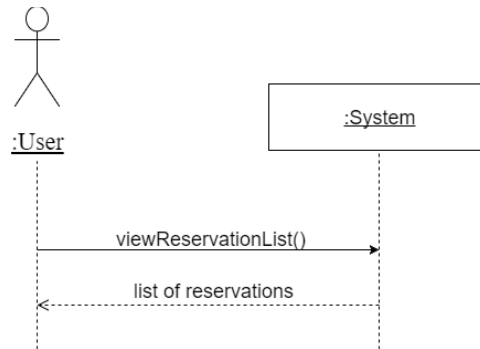 :User
:System
viewReservationList()
list of reservations